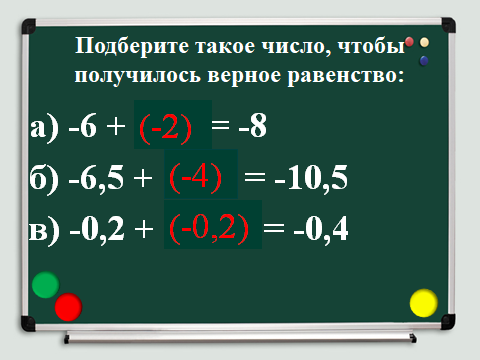 Подберите такое число, чтобы
получилось верное равенство:
а) -6 + (-2) = -8
б) -6,5 + (-4) = -10,5
в) -0,2 + (-0,2) = -0,4